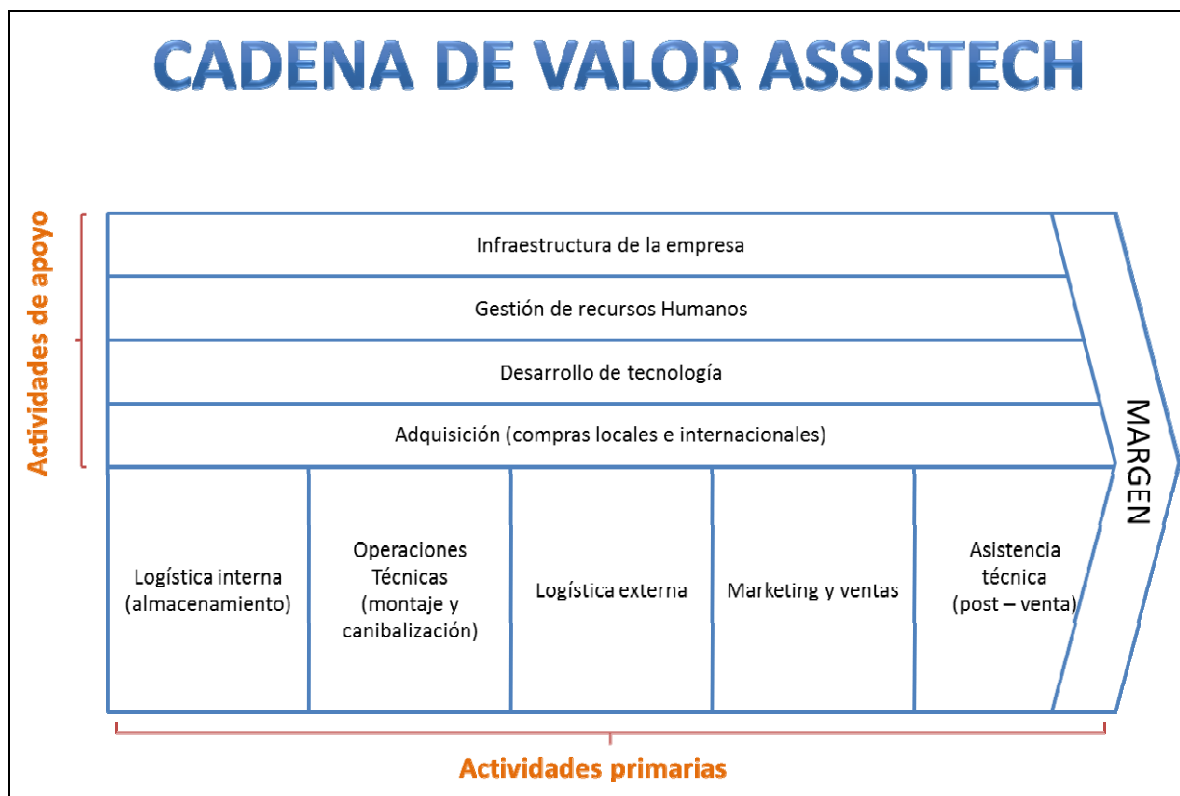 CADENA DE VALOR ASSISTECH
Actividades de apoyo
Infraestructura de la empresa
Gestión de recursos Humanos
Desarrollo de tecnología
Adquisición (compras locales e internacionales)
MARGEN
Logística interna
(almacenamiento)
Operaciones
Técnicas
(montaje y
canibalización)
Logística externa
Marketing y ventas
Asistencia
técnica
(post – venta)
Actividades primarias